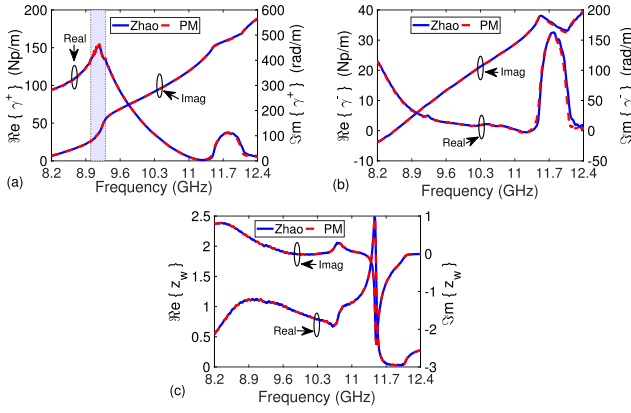 Zhao PM
ℜe { γ⁺ } (Np/m)
200
150
100
50
0
Real
Imag
600
500
400
300
200
100
0
ℑm { γ⁺ } (rad/m)
8.2 8.9 9.6 10.3 11 11.7 12.4
(a) Frequency (GHz)
Zhao PM
ℜe { γ⁻ } (Np/m)
40
30
20
10
0
-10
Imag
Real
200
150
100
50
0
-50
ℑm { γ⁻ } (rad/m)
8.2 8.9 9.6 10.3 11 11.7 12.4
(b) Frequency (GHz)
Zhao PM
ℜe { z_w }
2.5
2
1.5
1
0.5
0
Imag
Real
1
0
-1
-2
-3
ℑm { z_w }
8.2 8.9 9.6 10.3 11 11.7 12.4
(c) Frequency (GHz)